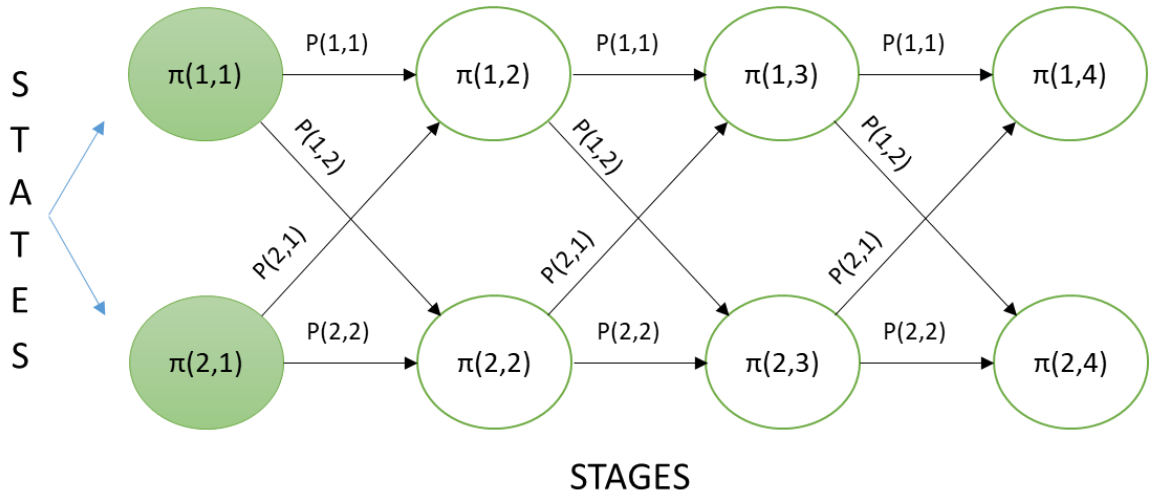 STATES
P(1,1) P(1,1) P(1,1)
π(1,1) π(1,2) π(1,3) π(1,4)
P(1,2) P(1,2) P(1,2)
P(2,1) P(2,1) P(2,1)
P(2,2) P(2,2) P(2,2)
π(2,1) π(2,2) π(2,3) π(2,4)
STAGES